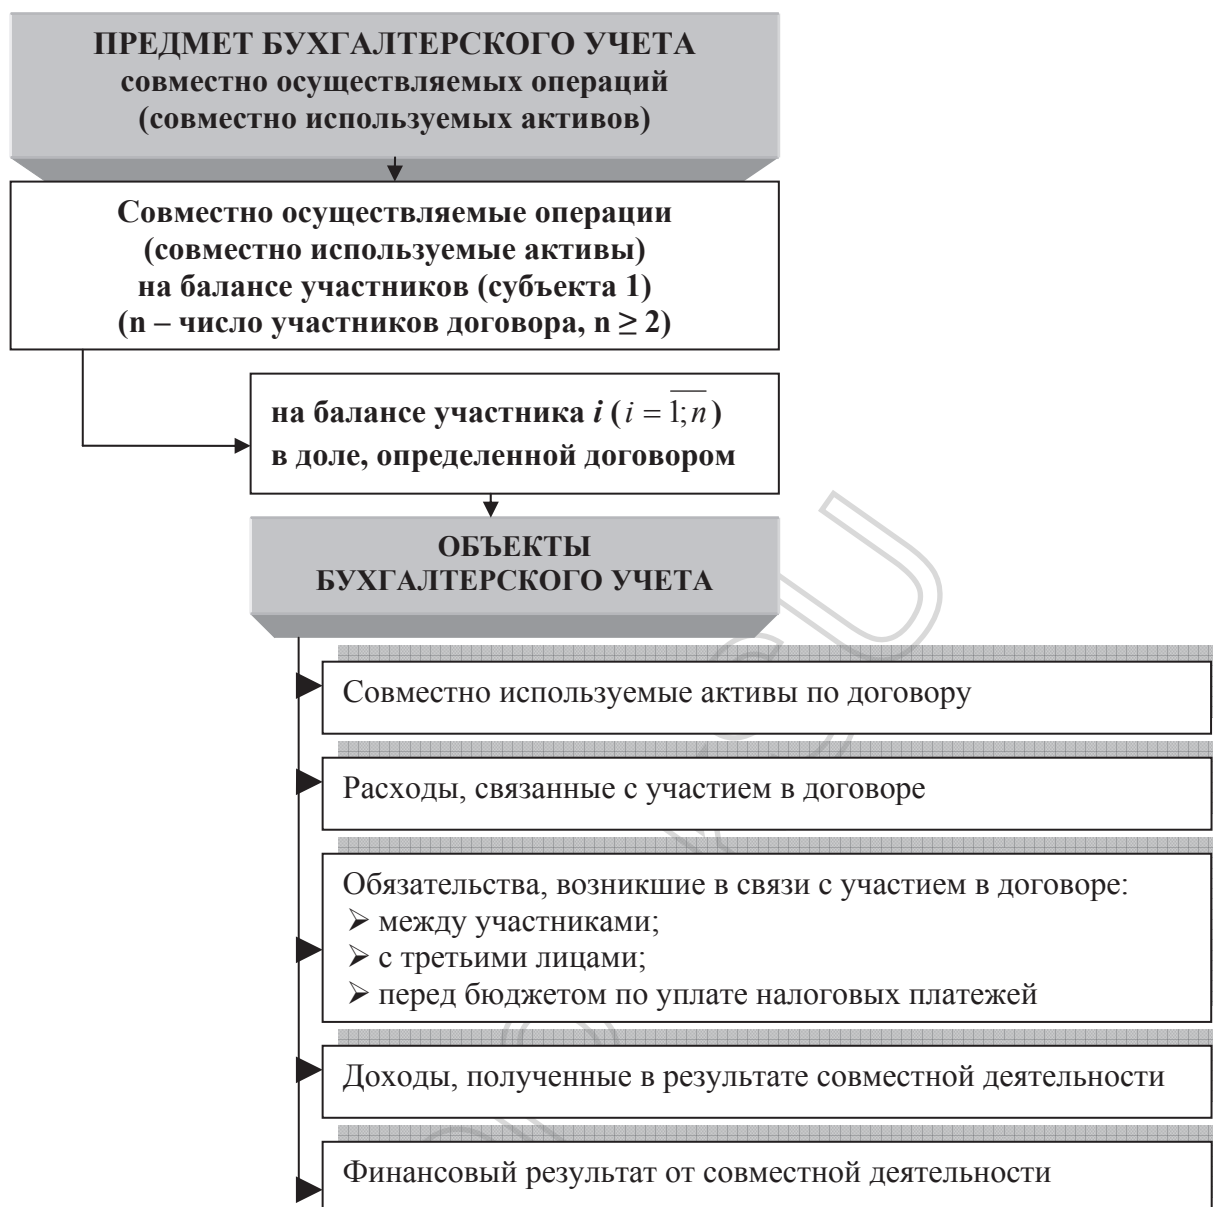 ПРЕДМЕТ БУХГАЛТЕРСКОГО УЧЕТА
совместно осуществляемых операций
(совместно используемых активов)
Совместно осуществляемые операции
(совместно используемые активы)
на балансе участников (субъекта 1)
(n – число участников договора, n ≥ 2)
на балансе участника i (i = 1;n)
в доле, определенной договором
ОБЪЕКТЫ
БУХГАЛТЕРСКОГО УЧЕТА
Совместно используемые активы по договору
Расходы, связанные с участием в договоре
Обязательства, возникшие в связи с участием в договоре:
➢ между участниками;
➢ с третьими лицами;
➢ перед бюджетом по уплате налоговых платежей
Доходы, полученные в результате совместной деятельности
Финансовый результат от совместной деятельности